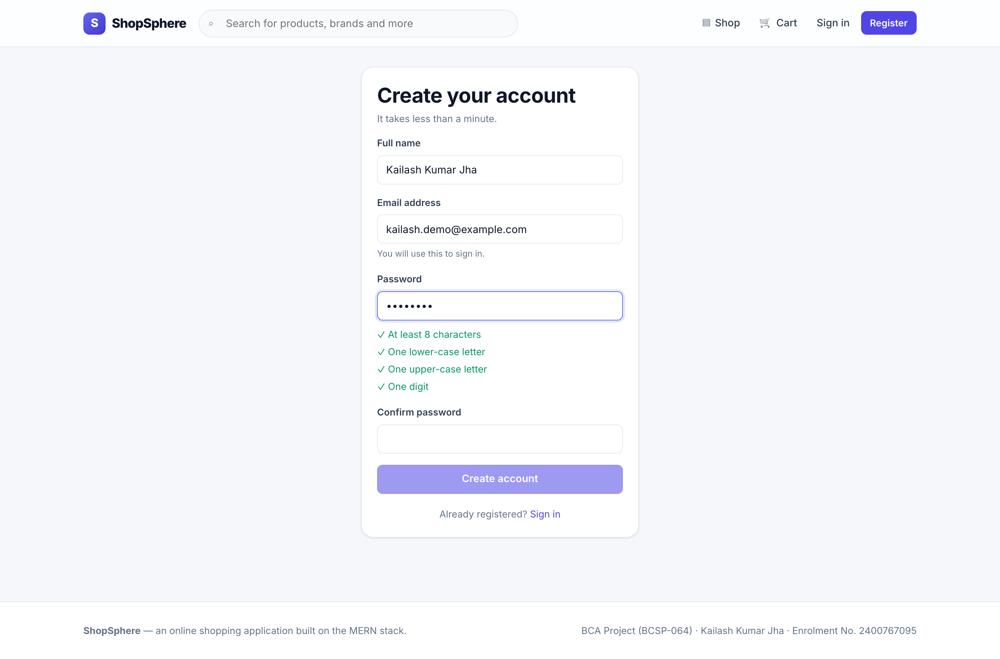 S ShopSphere
Search for products, brands and more
Shop
Cart
Sign in
Register
Create your account
It takes less than a minute.
Full name
Kailash Kumar Jha
Email address
kailash.demo@example.com
You will use this to sign in.
Password
••••••••
✓ At least 8 characters
✓ One lower-case letter
✓ One upper-case letter
✓ One digit
Confirm password
Create account
Already registered? Sign in
ShopSphere — an online shopping application built on the MERN stack.
BCA Project (BCSP-064) · Kailash Kumar Jha · Enrolment No. 2400767095